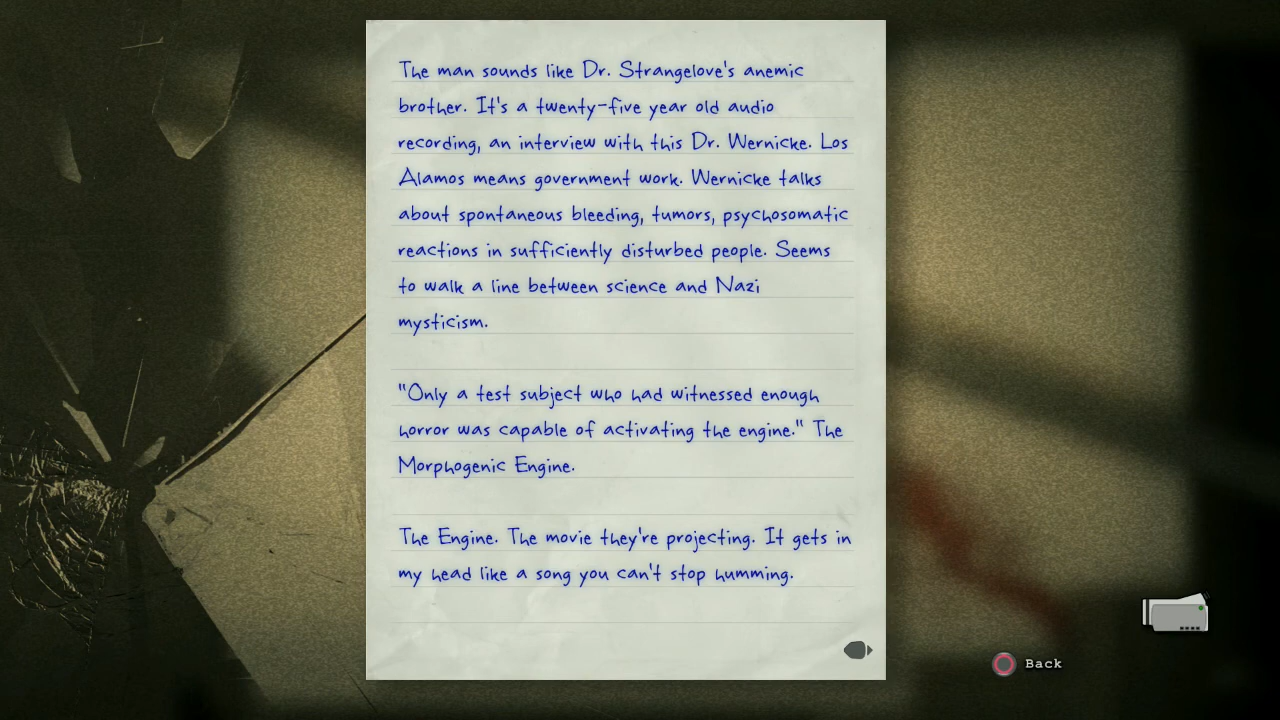 The man sounds like Dr. Strangelove's anemic
brother. It's a twenty-five year old audio
recording, an interview with this Dr. Wernicke. Los
Alamos means government work. Wernicke talks
about spontaneous bleeding, tumors, psychosomatic
reactions in sufficiently disturbed people. Seems
to walk a line between science and Nazi
mysticism.
"Only a test subject who had witnessed enough
horror was capable of activating the engine." The
Morphogenic Engine.
The Engine. The movie they're projecting. It gets in
my head like a song you can't stop humming.
Back